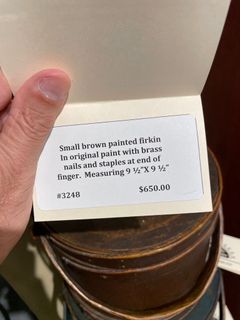 Small brown painted firkin
In original paint with brass
nails and staples at end of
finger. Measuring 9 ½"X 9 ½"
#3248 $650.00